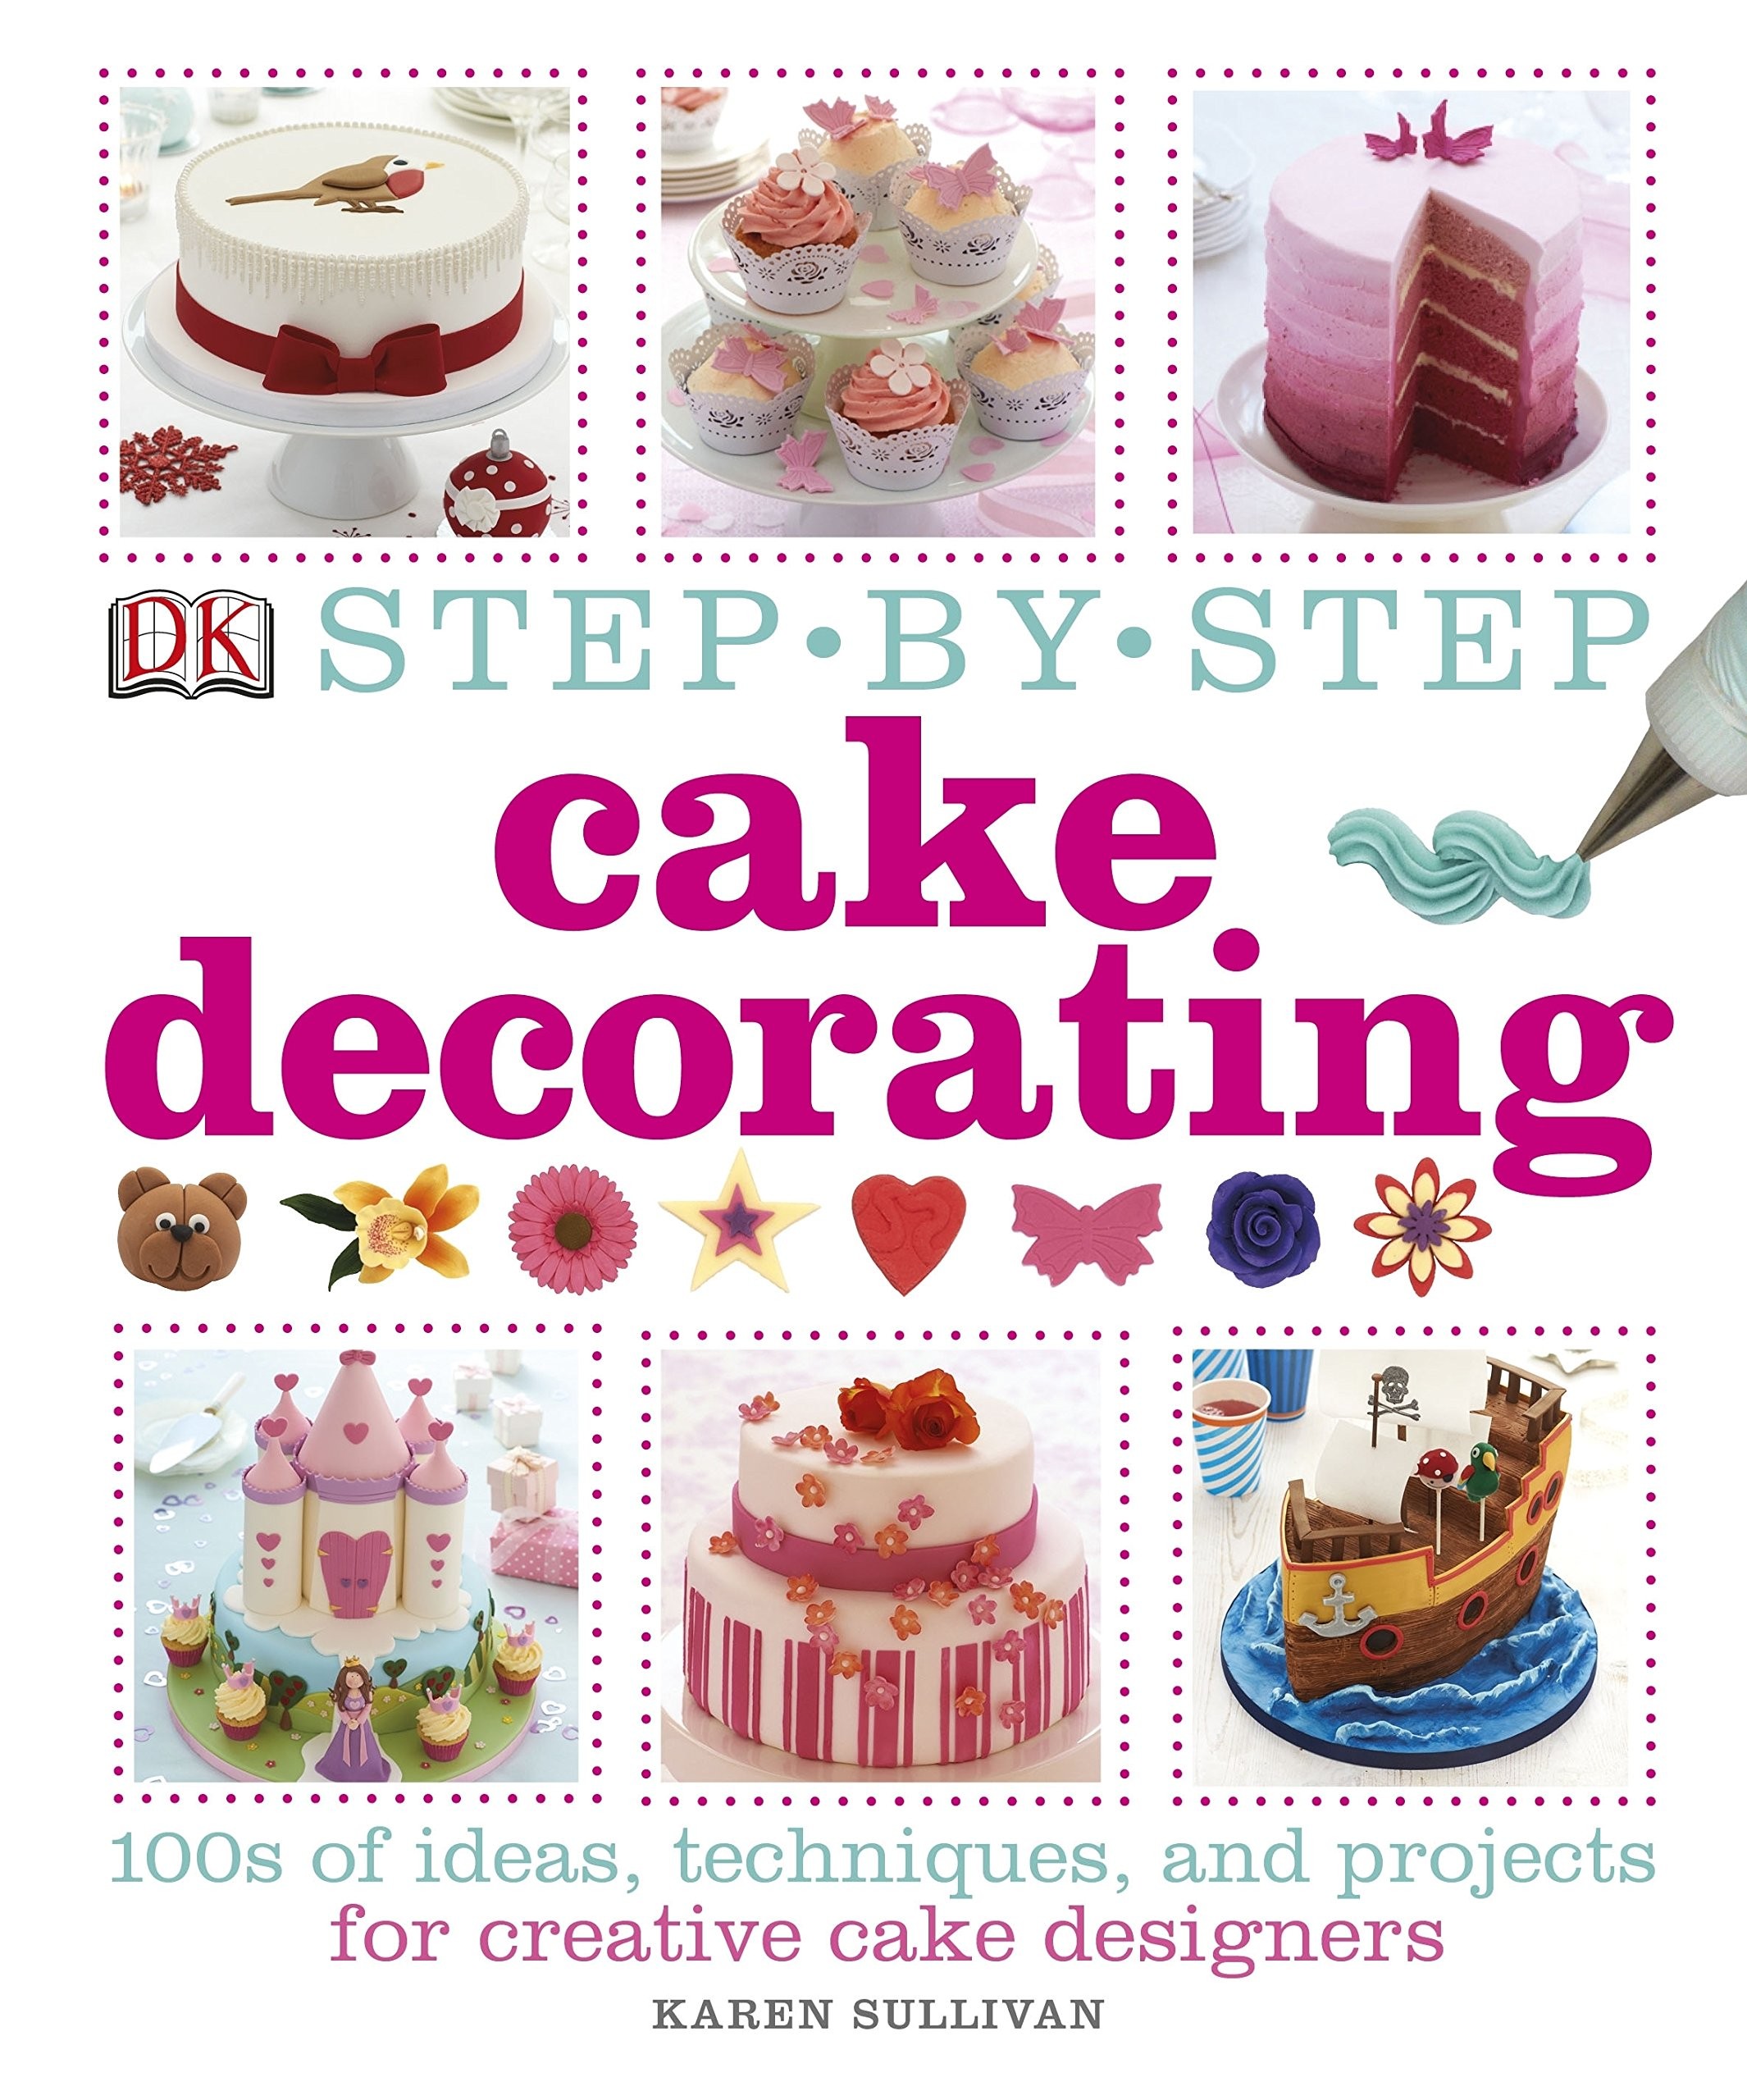 DK STEP•BY•STEP
cake
decorating
100s of ideas, techniques, and projects
for creative cake designers
KAREN SULLIVAN